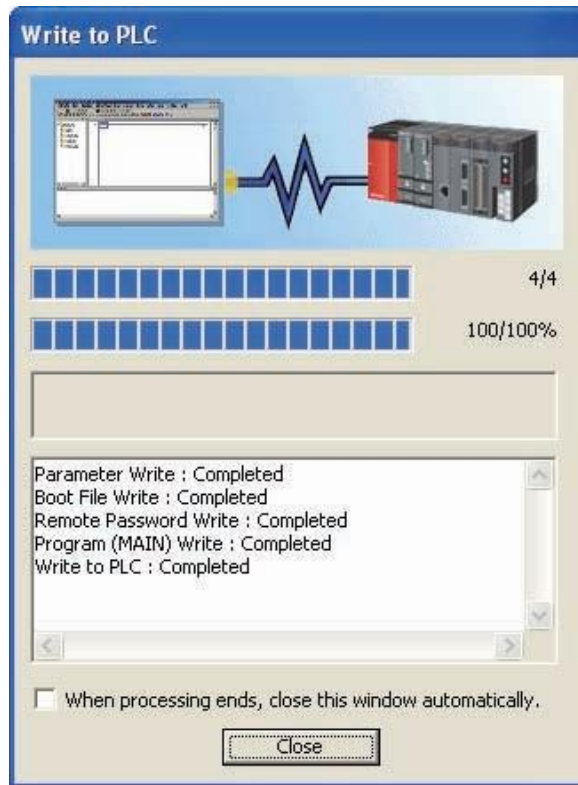 Write to PLC
4/4
100/100%
Parameter Write : Completed
Boot File Write : Completed
Remote Password Write : Completed
Program (MAIN) Write : Completed
Write to PLC : Completed
When processing ends, close this window automatically.
Close